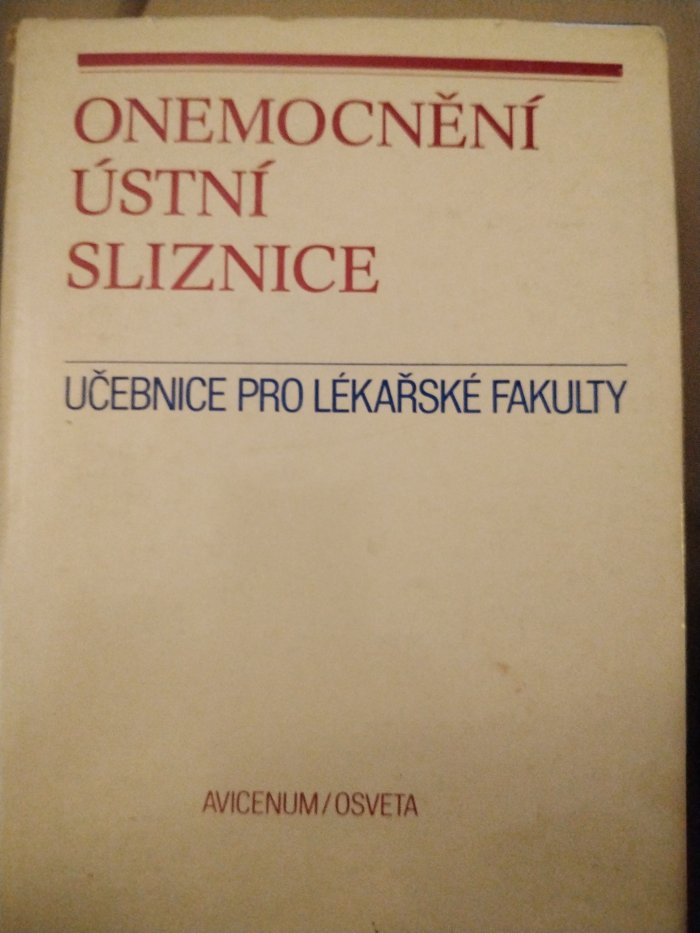 ONEMOCNĚNÍ
ÚSTNÍ
SLIZNICE
UČEBNICE PRO LÉKAŘSKÉ FAKULTY
AVICENUM/OSVETA